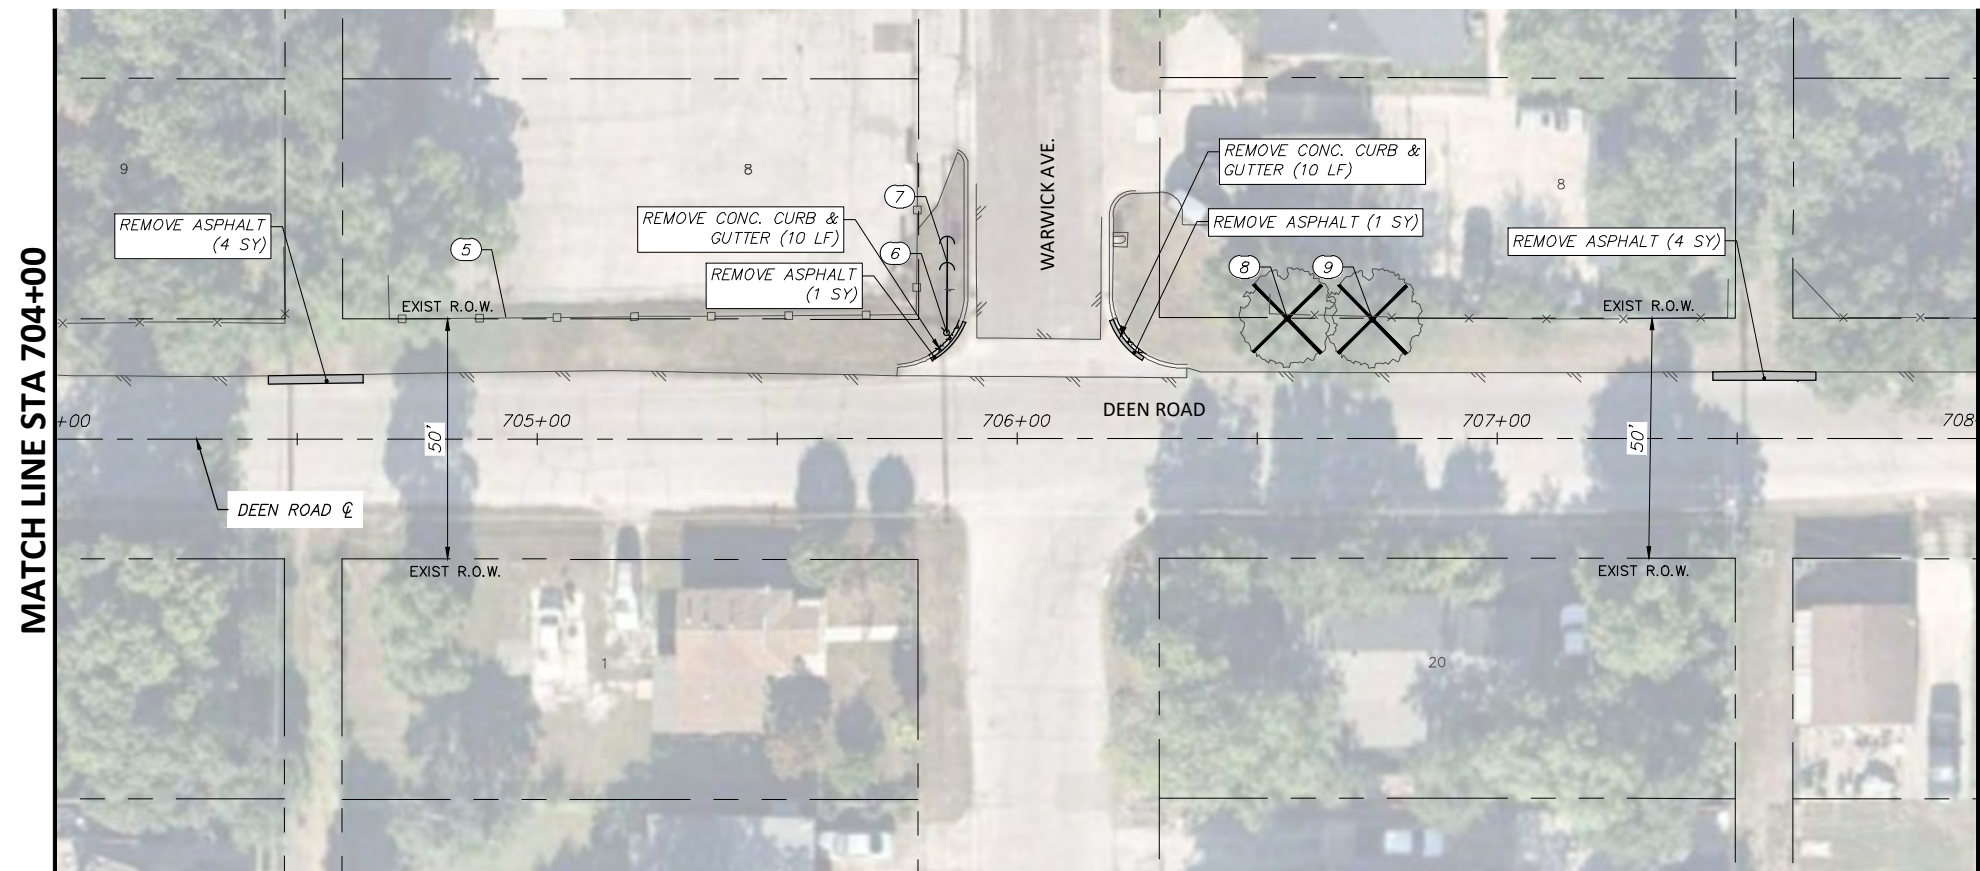 MATCH LINE STA 704+00
9
8
8
REMOVE ASPHALT
(4 SY)
5
REMOVE CONC. CURB &
GUTTER (10 LF)
REMOVE ASPHALT
(1 SY)
7
6
WARWICK AVE.
REMOVE CONC. CURB &
GUTTER (10 LF)
REMOVE ASPHALT (1 SY)
8
9
REMOVE ASPHALT (4 SY)
EXIST R.O.W.
EXIST R.O.W.
DEEN ROAD
+00
705+00
706+00
707+00
708
50'
50'
DEEN ROAD ℄
EXIST R.O.W.
EXIST R.O.W.
1
20